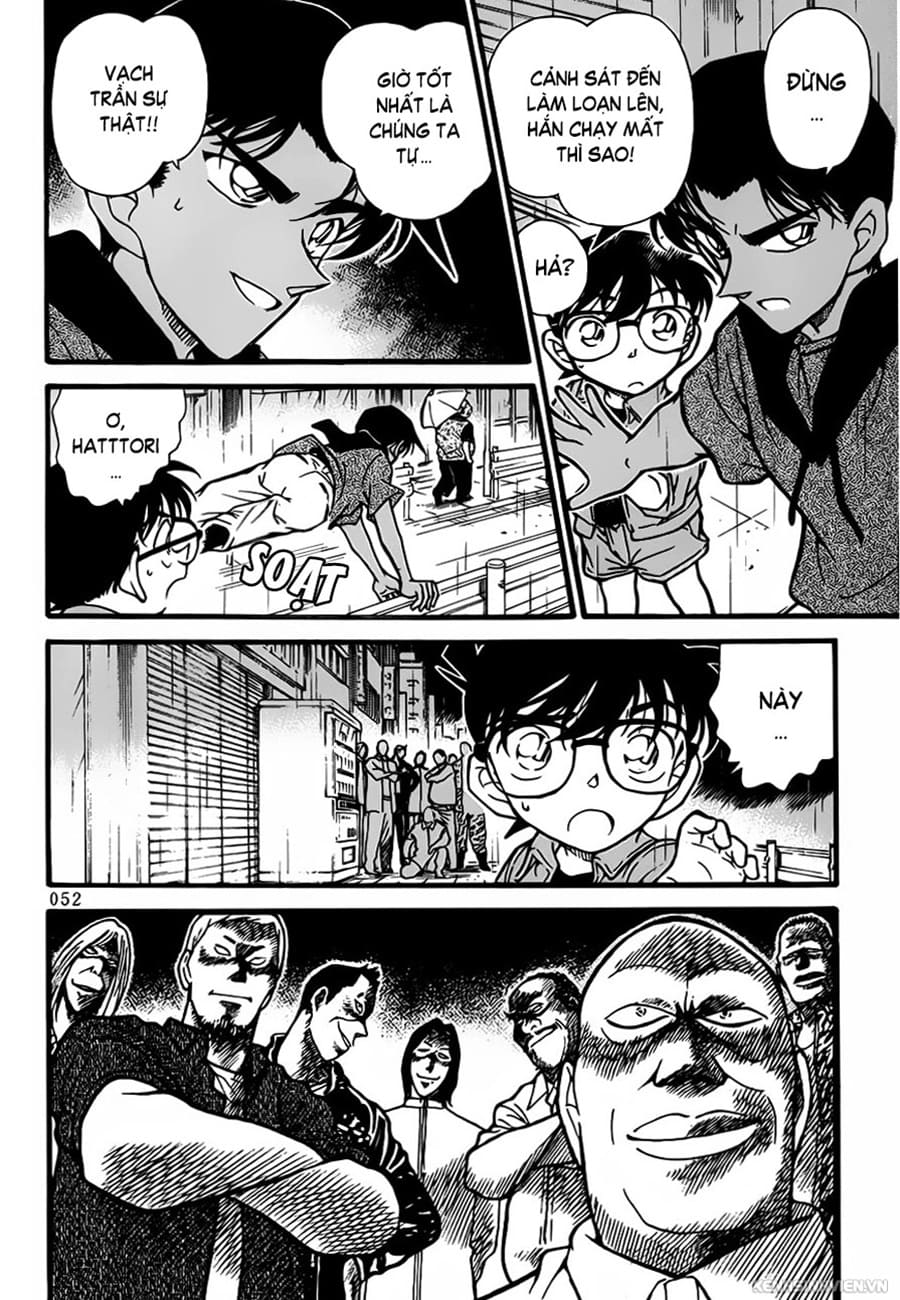 ĐỪNG
...
CẢNH SÁT ĐẾN
LÀM LOẠN LÊN,
HẮN CHẠY MẤT
THÌ SAO!
HẢ?
GIỜ TỐT
NHẤT LÀ
CHÚNG TA
TỰ...
VẠCH
TRẦN SỰ
THẬT!!
Ơ,
HATTTORI
...
SOẠT
NÀY
...
052